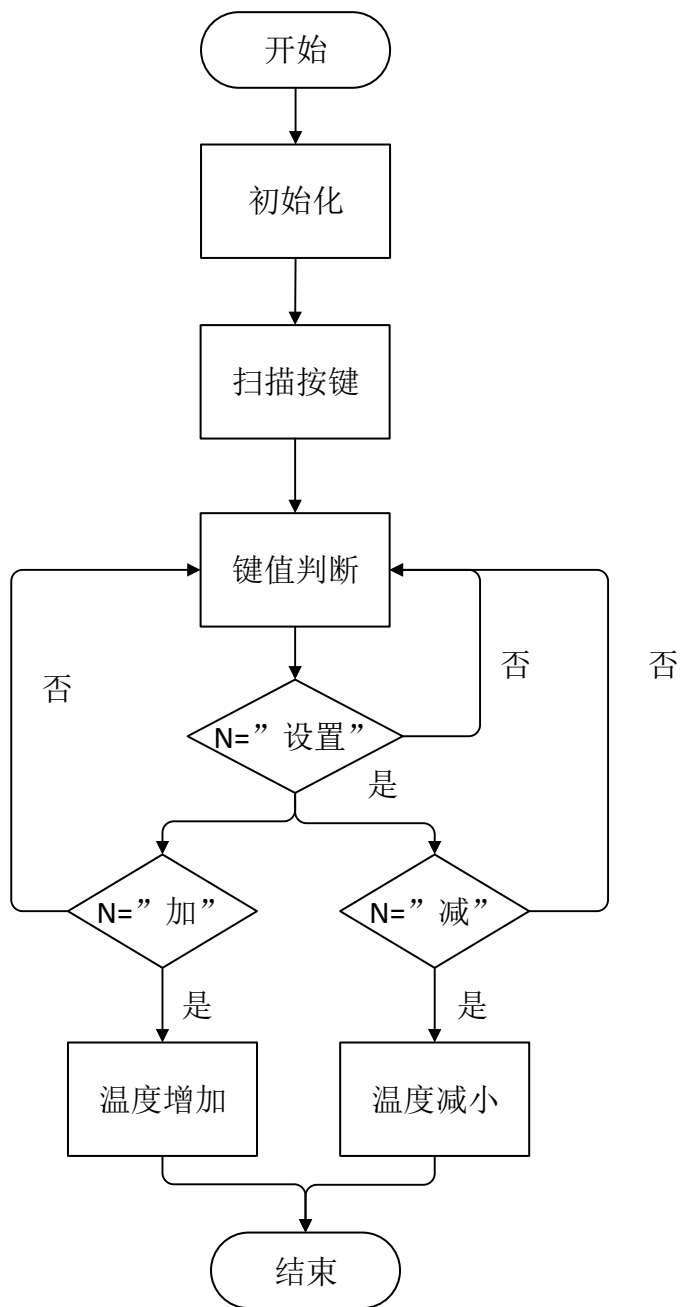 开始
初始化
扫描按键
键值判断
否
否
否
N=”设置”
是
N=”加”
N=”减”
是
是
温度增加
温度减小
结束